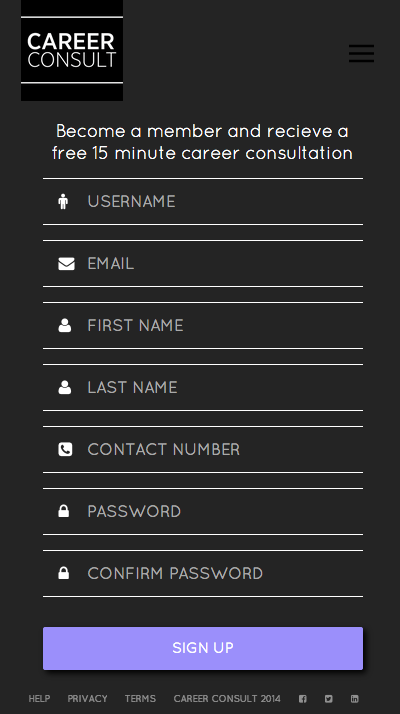 CAREER
CONSULT
Become a member and recieve a
free 15 minute career consultation
USERNAME
EMAIL
FIRST NAME
LAST NAME
CONTACT NUMBER
PASSWORD
CONFIRM PASSWORD
SIGN UP
HELP PRIVACY TERMS CAREER CONSULT 2014